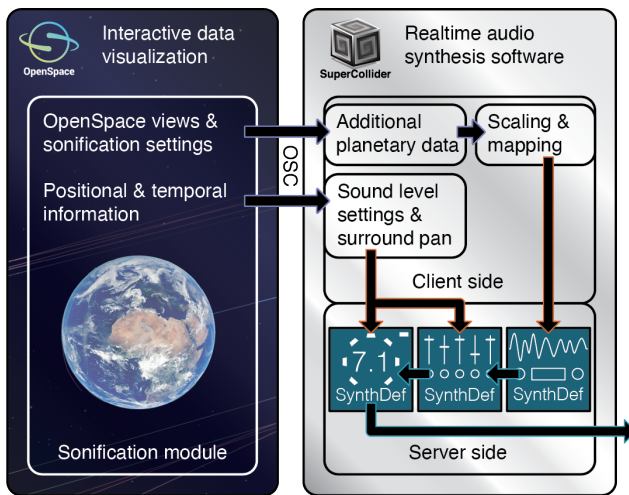 Interactive data
visualization
OpenSpace
OpenSpace views &
sonification settings
Positional & temporal
information
Sonification module
OSC
Realtime audio
synthesis software
SuperCollider
Additional
planetary data
Scaling &
mapping
Sound level
settings &
surround pan
Client side
7.1
SynthDef
SynthDef
SynthDef
Server side